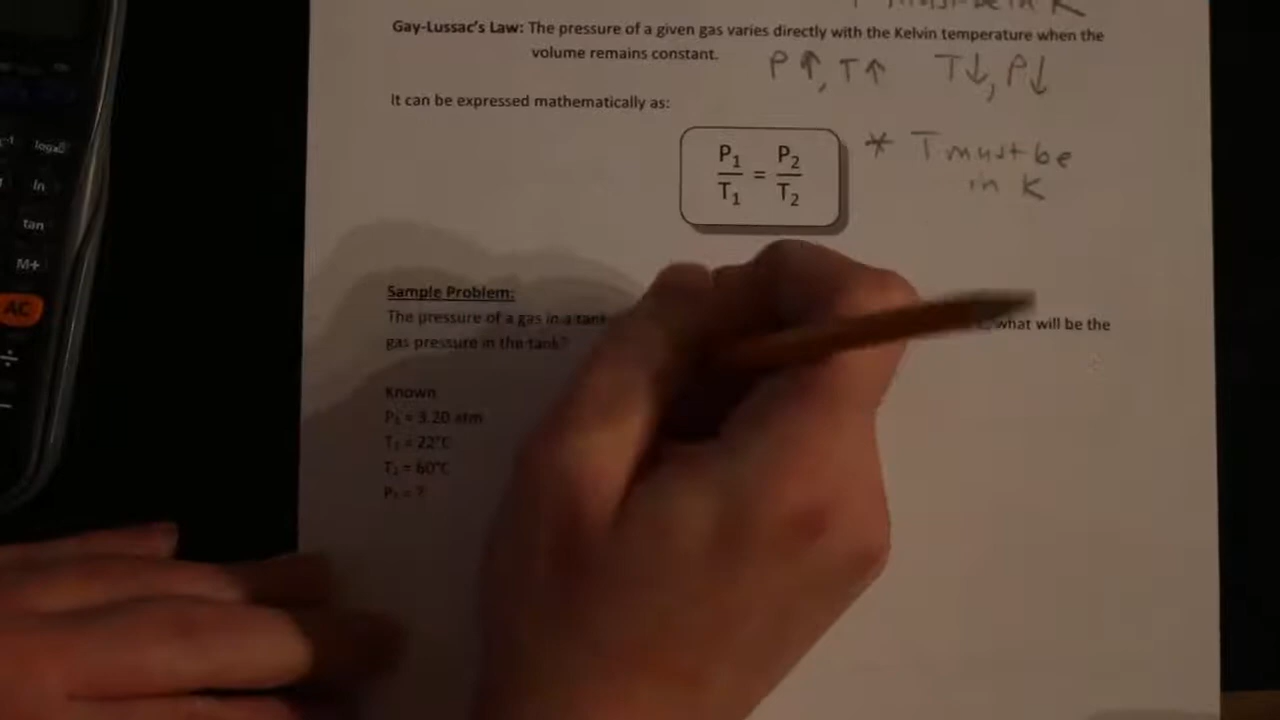 must be in K
Gay-Lussac's Law: The pressure of a given gas varies directly with the Kelvin temperature when the
volume remains constant.
P↑, T↑ T↓, P↓
It can be expressed mathematically as:
P₁/T₁ = P₂/T₂
* T must be
in K
Sample Problem:
The pressure of a gas in a tank what will be the
gas pressure in the tank?
Known
P₁ = 3.20 atm
T₁ = 22°C
T₂ = 60°C
P₂ = ?
ln
tan
M+
AC
÷